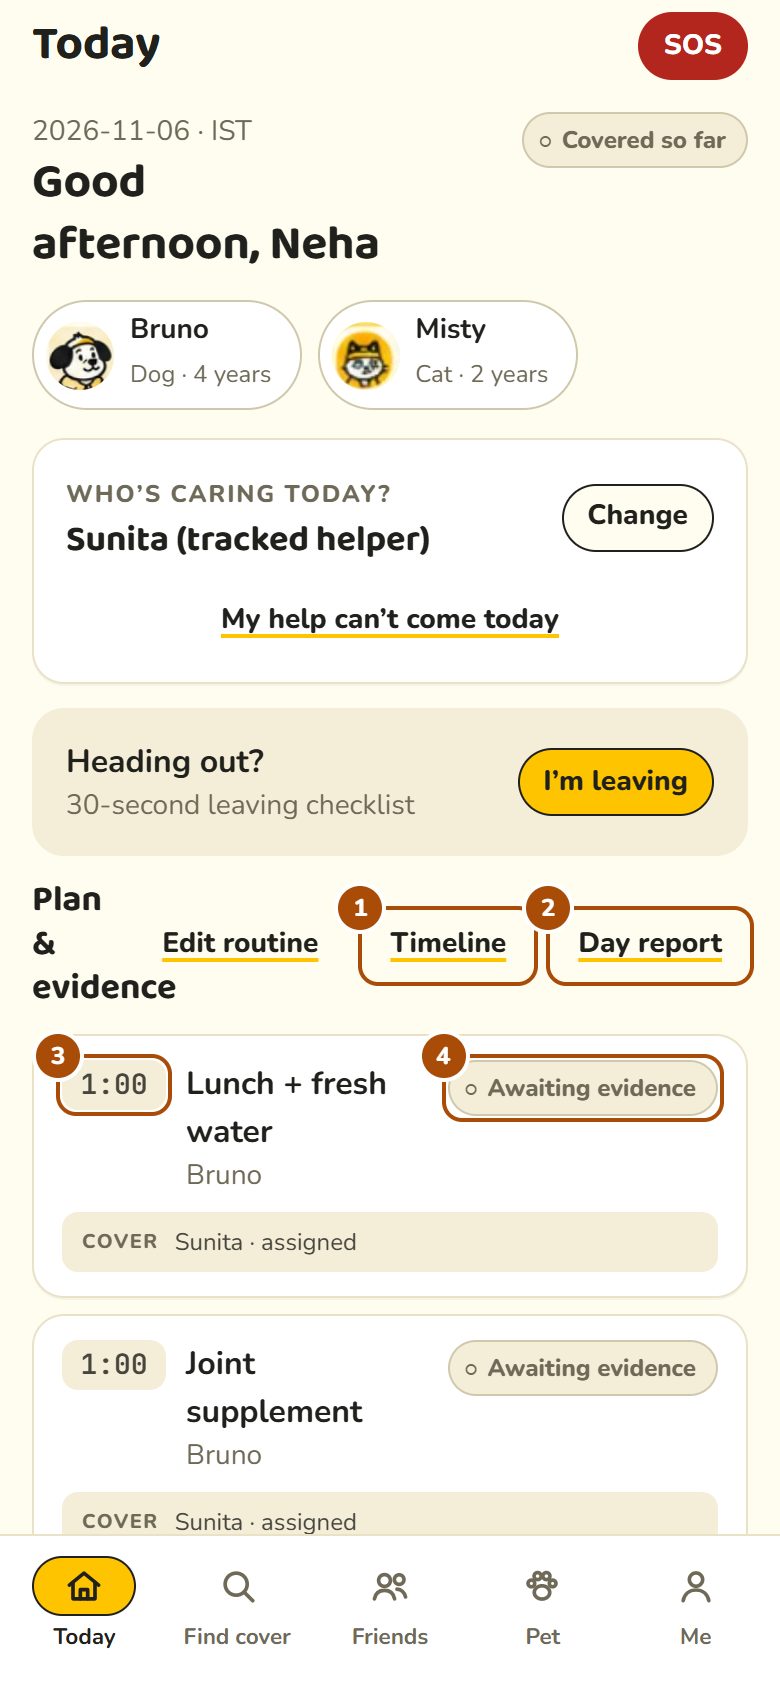 Today
SOS
2026-11-06 · IST
Covered so far
Good
afternoon, Neha
Bruno
Dog · 4 years
Misty
Cat · 2 years
WHO’S CARING TODAY?
Sunita (tracked helper)
Change
My help can’t come today
Heading out?
30-second leaving checklist
I’m leaving
Plan
&
evidence
Edit routine
1
Timeline
2
Day report
3
1:00
Lunch + fresh
water
Bruno
4
Awaiting evidence
COVER Sunita · assigned
1:00
Joint
supplement
Bruno
Awaiting evidence
COVER Sunita · assigned
Today
Find cover
Friends
Pet
Me